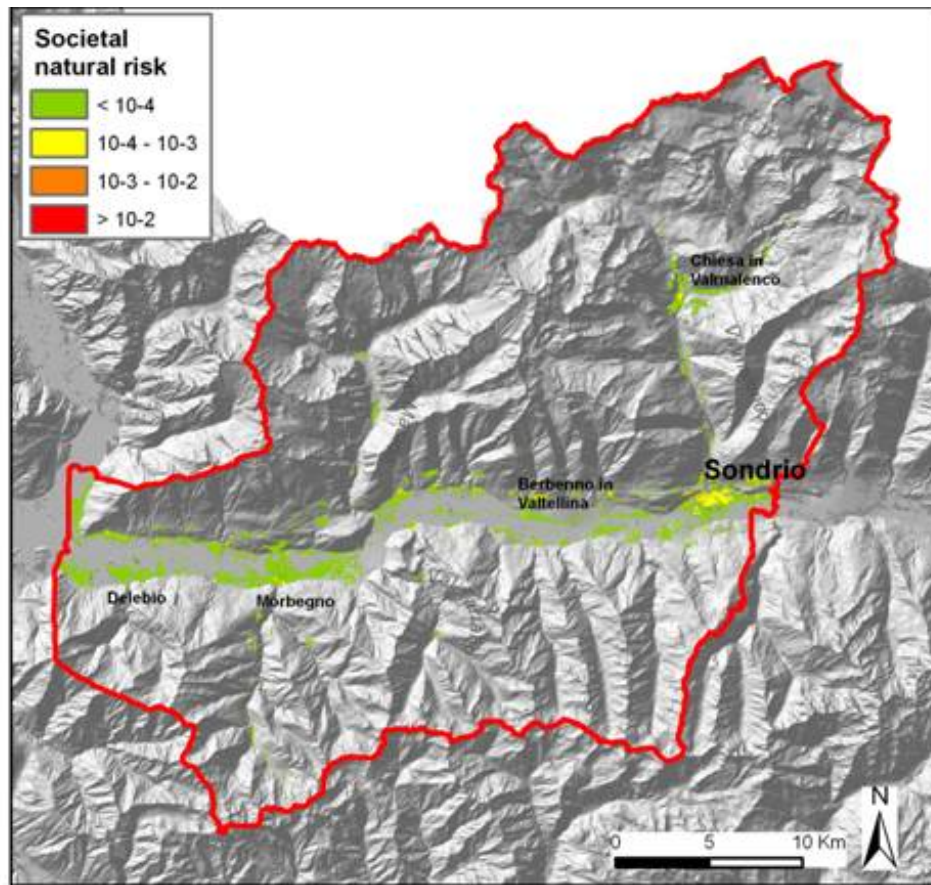 Societal
natural risk
< 10-4
10-4 - 10-3
10-3 - 10-2
> 10-2
Chiesa in
Valmalenco
Sondrio
Berbenno in
Valtellina
Delebio
Morbegno
N
0 5 10 Km